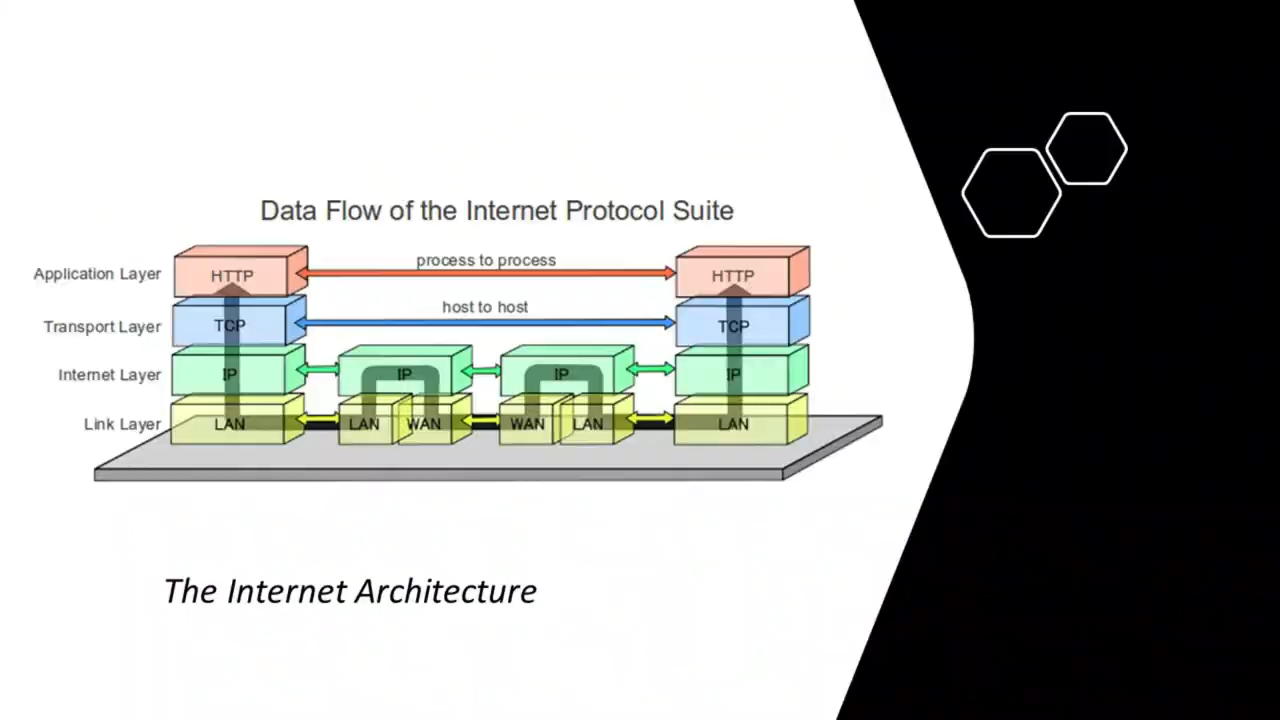 Data Flow of the Internet Protocol Suite
Application Layer HTTP process to process HTTP
Transport Layer TCP host to host TCP
Internet Layer IP IP IP IP
Link Layer LAN LAN WAN WAN LAN LAN
The Internet Architecture